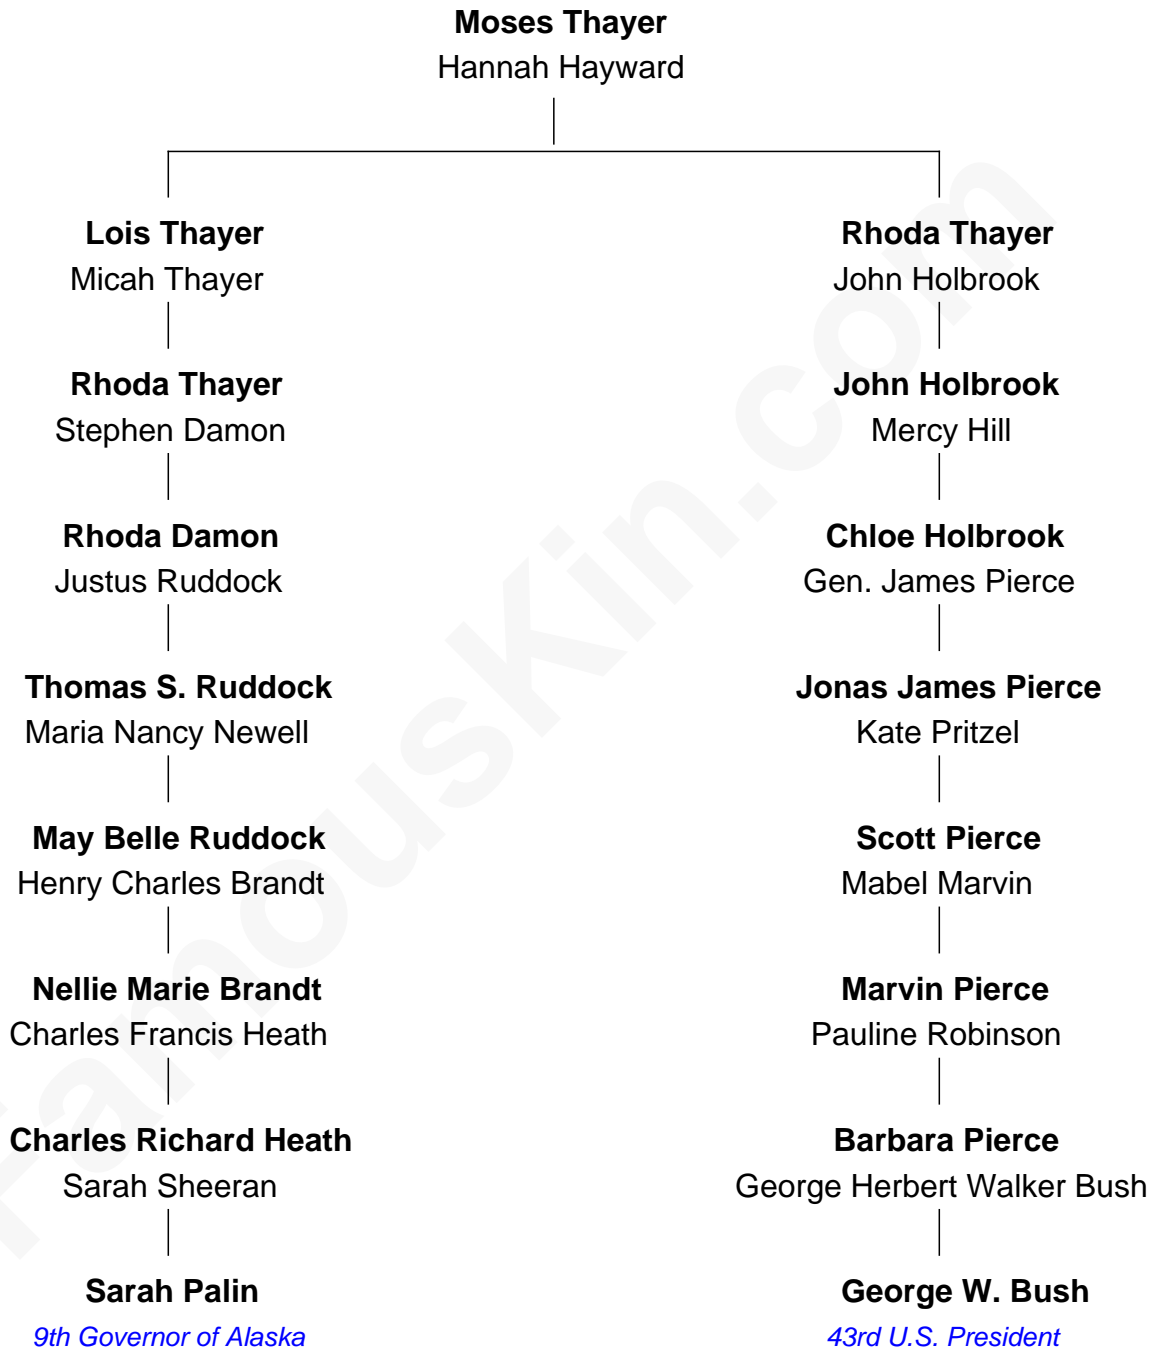 Moses Thayer
Hannah Hayward
Lois Thayer
Micah Thayer
Rhoda Thayer
John Holbrook
Rhoda Thayer
Stephen Damon
John Holbrook
Mercy Hill
Rhoda Damon
Justus Ruddock
Chloe Holbrook
Gen. James Pierce
Thomas S. Ruddock
Maria Nancy Newell
Jonas James Pierce
Kate Pritzel
May Belle Ruddock
Henry Charles Brandt
Scott Pierce
Mabel Marvin
Nellie Marie Brandt
Charles Francis Heath
Marvin Pierce
Pauline Robinson
Charles Richard Heath
Sarah Sheeran
Barbara Pierce
George Herbert Walker Bush
Sarah Palin
9th Governor of Alaska
George W. Bush
43rd U.S. President
FamousKin.com